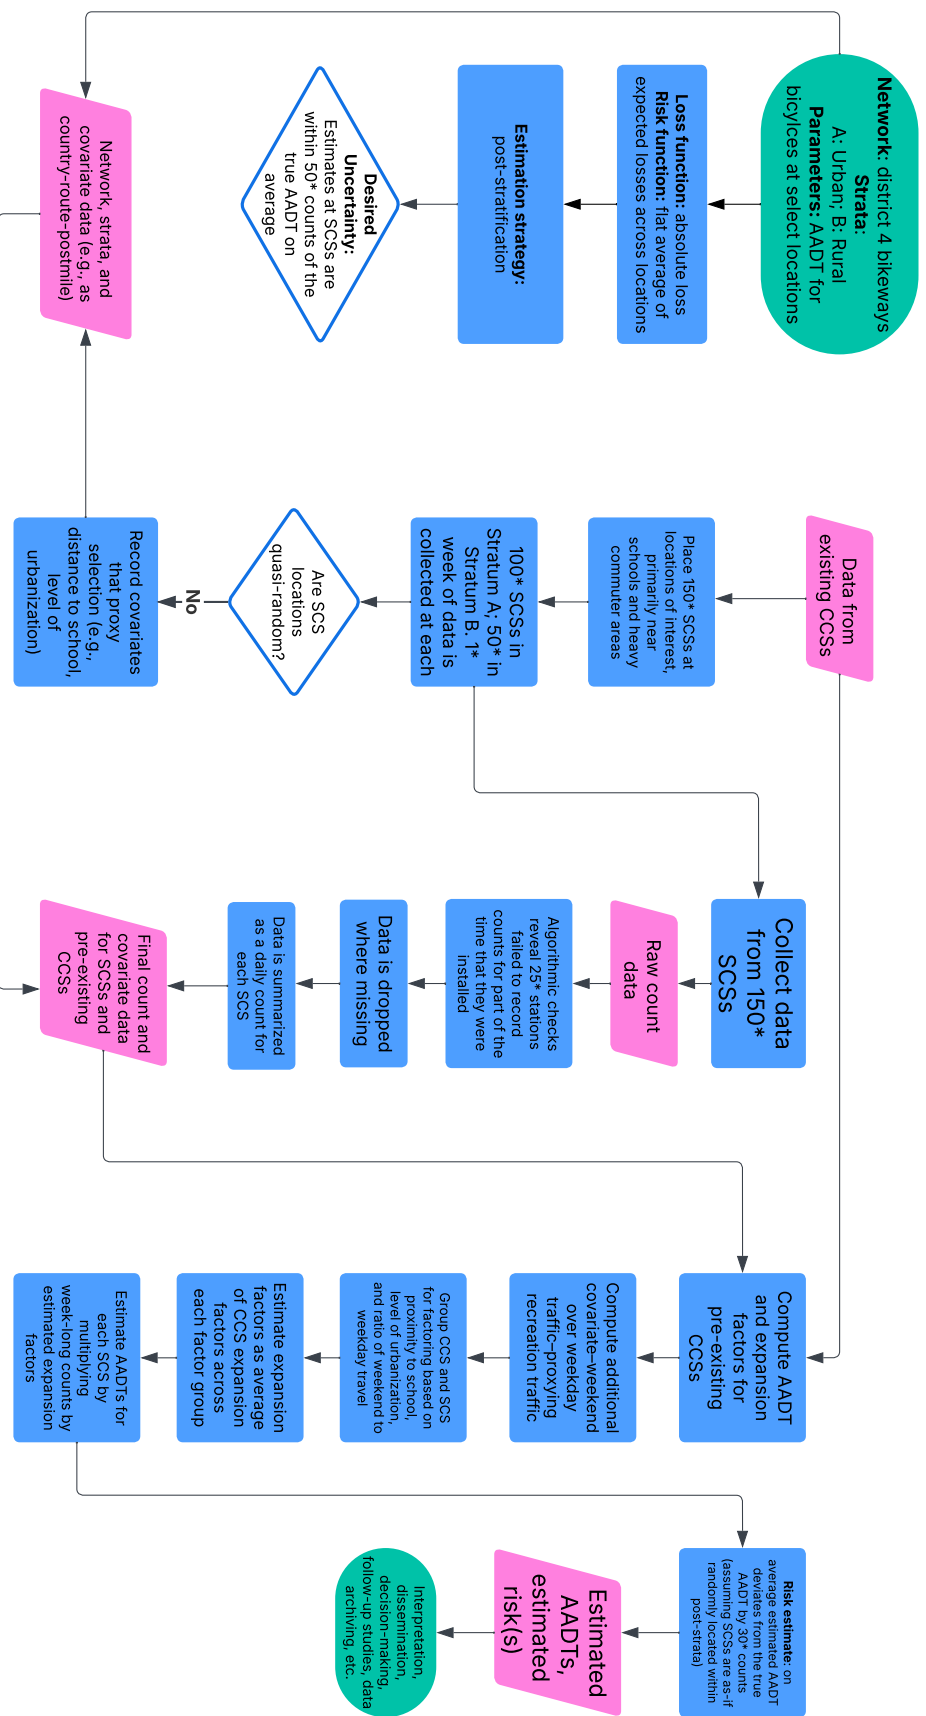 Network: district 4 bikeways
Strata:
A: Urban; B: Rural
Parameters: AADT for
bicylces at select locations
Loss function: absolute loss
Risk function: flat average of
expected losses across locations
Estimation strategy:
post-stratification
Desired
Uncertainty:
Estimates at SCSs are
within 50* counts of the
true AADT on
average
Network, strata, and
covariate data (e.g., as
country-route-postmile)
Data from
existing CCSs
Place 150* SCSs at
locations of interest,
primarily near
schools and heavy
commuter areas
100* SCSs in
Stratum A; 50* in
Stratum B. 1*
week of data is
collected at each
Are SCS
locations
quasi-random?
No
Record covariates
that proxy
selection (e.g.,
distance to school,
level of
urbanization)
Collect data
from 150*
SCSs
Raw count
data
Algorithmic checks
reveal 25* stations
failed to record
counts for part of the
time that they were
installed
Data is dropped
where missing
Data is summarized
as a daily count for
each SCS
Final count and
covariate data
for SCSs and
pre-existing
CCSs
Compute AADT
and expansion
factors for
pre-existing
CCSs
Compute additional
covariate–weekend
over weekday
traffic–proxying
recreation traffic
Group CCS and SCS
for factoring based on
proximity to school,
level of urbanization,
and ratio of weekend to
weekday travel
Estimate expansion
factors as average
of CCS expansion
factors across
each factor group
Estimate AADTs for
each SCS by
multiplying
week-long counts by
estimated expansion
factors
Risk estimate: on
average estimated AADT
deviates from the true
AADT by 30* counts
(assuming SCSs are as-if
randomly located within
post-strata)
Estimated
AADTs,
estimated
risk(s)
Interpretation,
dissemination,
decision-making,
follow-up studies, data
archiving, etc.